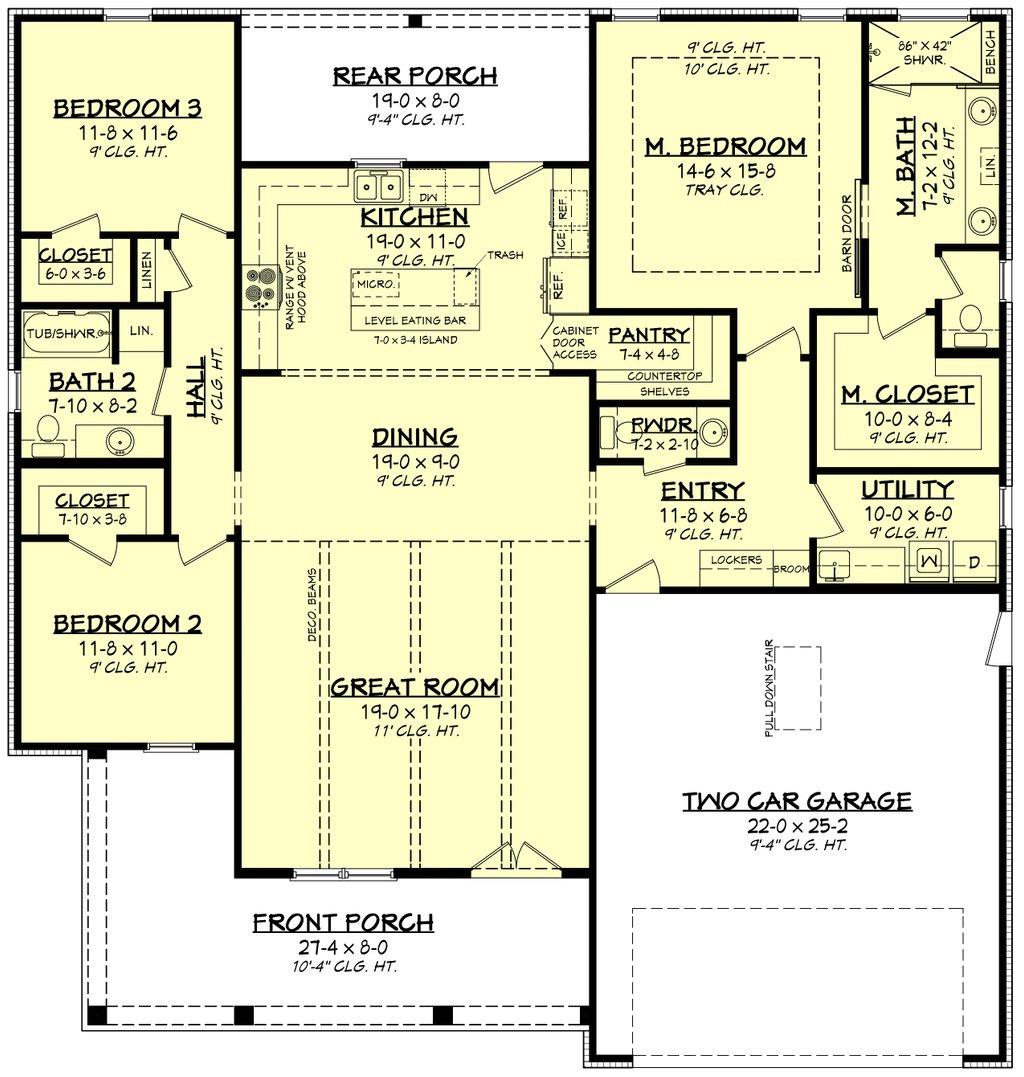 BEDROOM 3
11-8 x 11-6
9' CLG. HT.
REAR PORCH
19-0 x 8-0
9'-4" CLG. HT.
9' CLG. HT.
10' CLG. HT.
M. BEDROOM
14-6 x 15-8
TRAY CLG.
86" X 42"
SHWR.
BENCH
M. BATH
7-2 x 12-2
9' CLG. HT.
LIN.
BARN DOOR
DW
KITCHEN
19-0 x 11-0
9' CLG. HT.
REF.
ICE
REF.
TRASH
RANGE W/ VENT
HOOD ABOVE
MICRO.
LEVEL EATING BAR
7-0 x 3-4 ISLAND
CABINET
DOOR
ACCESS
PANTRY
7-4 x 4-8
COUNTERTOP
SHELVES
CLOSET
6-0 x 3-6
LINEN
TUB/SHWR.
LIN.
BATH 2
7-10 x 8-2
HALL
9' CLG. HT.
M. CLOSET
10-0 x 8-4
9' CLG. HT.
PWDR.
7-2 x 2-10
DINING
19-0 x 9-0
9' CLG. HT.
CLOSET
7-10 x 3-8
ENTRY
11-8 x 6-8
9' CLG. HT.
UTILITY
10-0 x 6-0
9' CLG. HT.
LOCKERS
BROOM
W
D
BEDROOM 2
11-8 x 11-0
9' CLG. HT.
DECO. BEAMS
GREAT ROOM
19-0 x 17-10
11' CLG. HT.
PULL DOWN STAIR
TWO CAR GARAGE
22-0 x 25-2
9'-4" CLG. HT.
FRONT PORCH
27-4 x 8-0
10'-4" CLG. HT.